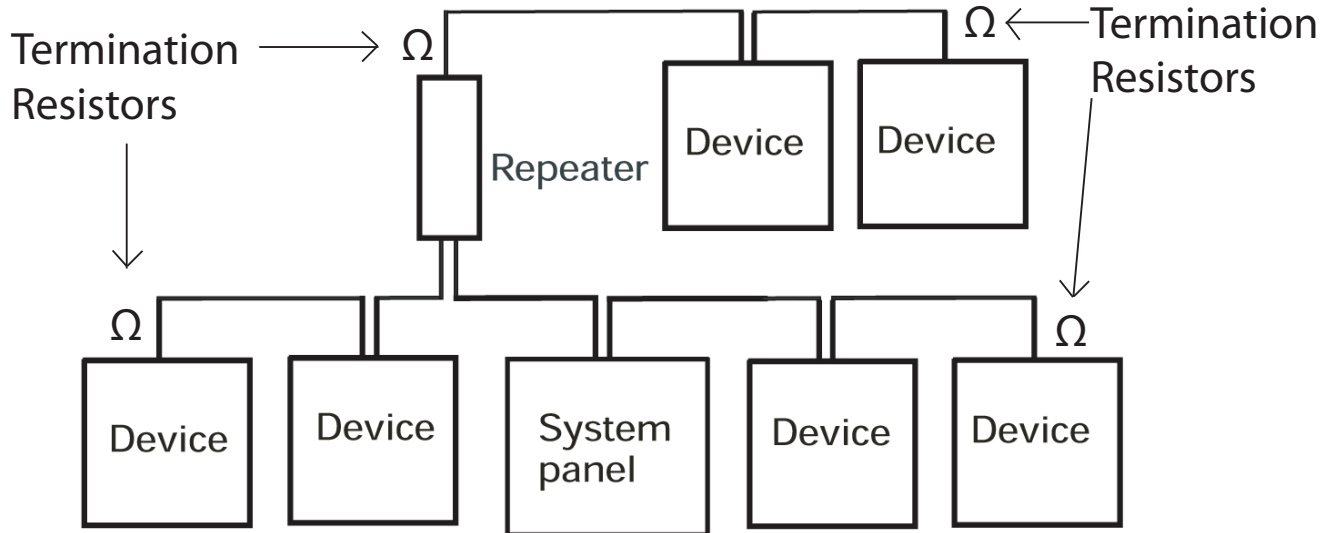 Termination
Resistors
Ω
Ω
Termination
Resistors
Repeater
Device
Device
Ω
Ω
Device
Device
System
panel
Device
Device